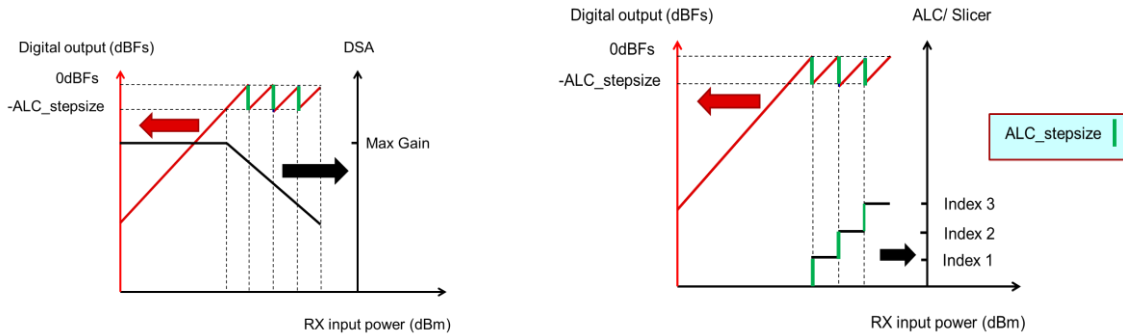 Digital output (dBFs)
DSA
0dBFs
-ALC_stepsize
Max Gain
RX input power (dBm)
Digital output (dBFs)
ALC/ Slicer
0dBFs
-ALC_stepsize
ALC_stepsize
Index 3
Index 2
Index 1
RX input power (dBm)